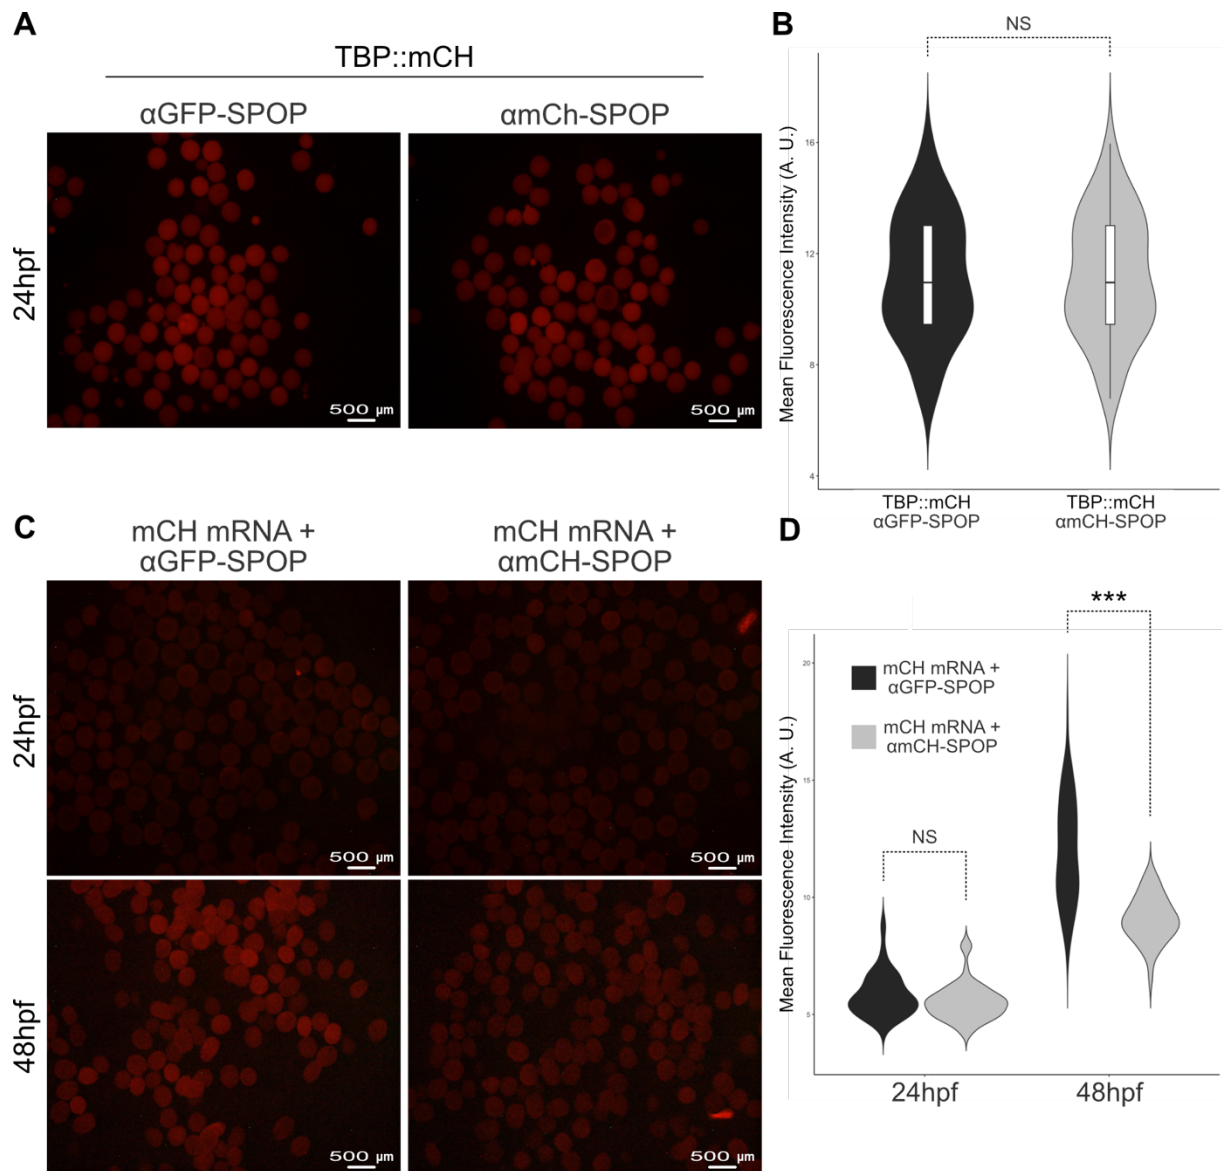 A
TBP::mCH
αGFP-SPOP
αmCh-SPOP
24hpf
500 µm
500 µm
B
NS
Mean Fluorescence Intensity (A. U.)
16
12
8
4
TBP::mCH
αGFP-SPOP
TBP::mCH
αmCH-SPOP
C
mCH mRNA +
αGFP-SPOP
mCH mRNA +
αmCH-SPOP
24hpf
500 µm
500 µm
48hpf
500 µm
500 µm
D
***
NS
mCH mRNA +
αGFP-SPOP
mCH mRNA +
αmCH-SPOP
Mean Fluorescence Intensity (A. U.)
20
15
10
5
24hpf
48hpf